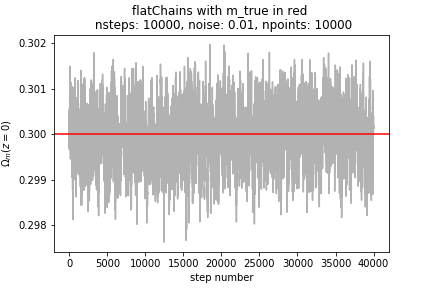 flatChains with m_true in red
nsteps: 10000, noise: 0.01, npoints: 10000
0.302
0.301
0.300
0.299
0.298
Ωm(z = 0)
0 5000 10000 15000 20000 25000 30000 35000 40000
step number